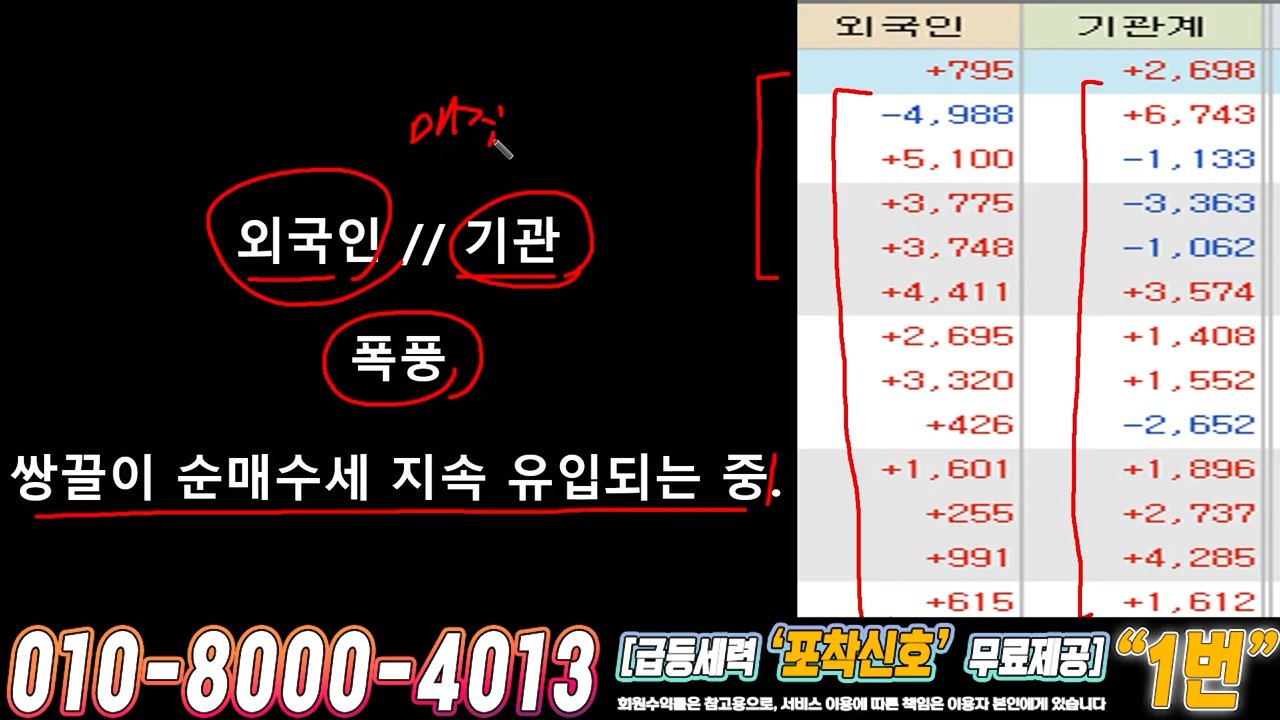 외국인 // 기관
폭풍
쌍끌이 순매수세 지속 유입되는 중.
외국인 기관계
+795 +2,698
-4,988 +6,743
+5,100 -1,133
+3,775 -3,363
+3,748 -1,062
+4,411 +3,574
+2,695 +1,408
+3,320 +1,552
+426 -2,652
+1,601 +1,896
+255 +2,737
+991 +4,285
+615 +1,612
010-8000-4013
[급등세력 '포착신호' 무료제공] "1번"
회원수익률은 참고용으로, 서비스 이용에 따른 책임은 이용자 본인에게 있습니다